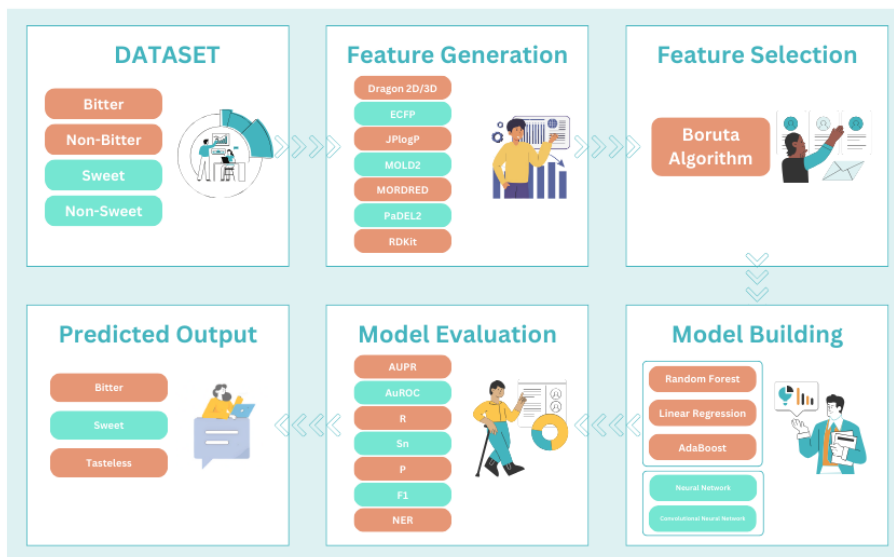 DATASET
Bitter
Non-Bitter
Sweet
Non-Sweet
Feature Generation
Dragon 2D/3D
ECFP
JPlogP
MOLD2
MORDRED
PaDEL2
RDKit
Feature Selection
Boruta
Algorithm
Model Building
Random Forest
Linear Regression
AdaBoost
Neural Network
Convolutional Neural Network
Model Evaluation
AUPR
AuROC
R
Sn
P
F1
NER
Predicted Output
Bitter
Sweet
Tasteless